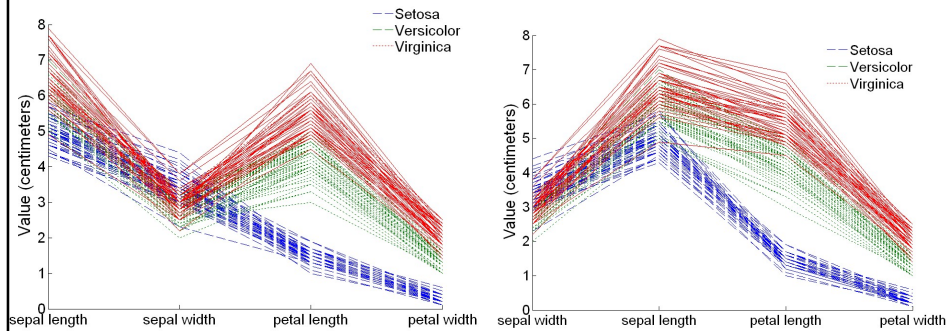 Setosa
Versicolor
Virginica
Value (centimeters)
8
7
6
5
4
3
2
1
0
sepal length sepal width petal length petal width
Setosa
Versicolor
Virginica
Value (centimeters)
8
7
6
5
4
3
2
1
0
sepal width sepal length petal length petal width